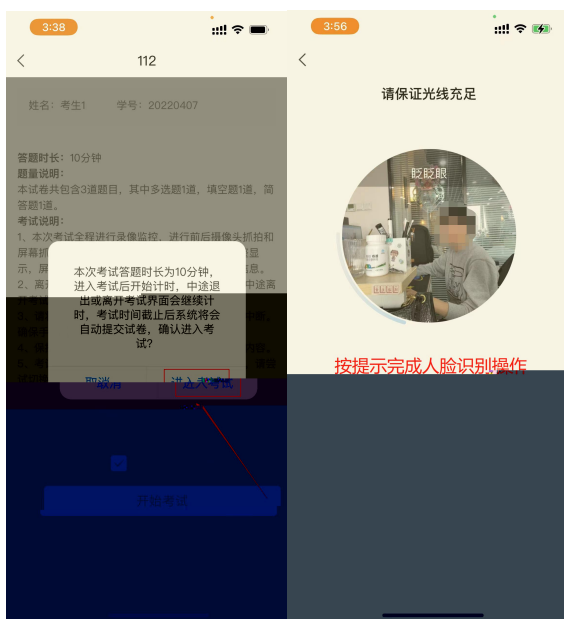 3:38
112
姓名：考生1 学号：20220407
答题时长：10分钟
题量说明：
本试卷共包含3道题目，其中多选题1道，填空题1道，简
答题1道。
考试说明：
1、本次考试全程进行录像监控，进行前后摄像头抓拍和
本次考试答题时长为10分钟，
进入考试后开始计时，中途退
出或离开考试界面会继续计
时，考试时间截止后系统将会
自动提交试卷，确认进入考
试？
取消 进入考试
开始考试
3:56
请保证光线充足
眨眨眼
按提示完成人脸识别操作